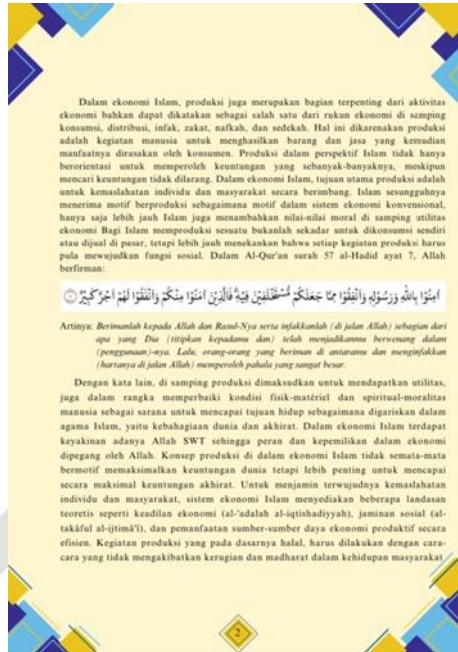 Dalam ekonomi Islam, produksi juga merupakan bagian terpenting dari aktivitas
ekonomi bahkan dapat dikatakan sebagai salah satu dari rukun ekonomi di samping
konsumsi, distribusi, infak, zakat, nafkah, dan sedekah. Hal ini dikarenakan produksi
adalah kegiatan manusia untuk menghasilkan barang dan jasa yang kemudian
manfaatnya dirasakan oleh konsumen. Produksi dalam perspektif Islam tidak hanya
berorientasi untuk memperoleh keuntungan yang sebanyak-banyaknya, meskipun
mencari keuntungan tidak dilarang. Dalam ekonomi Islam, tujuan utama produksi adalah
untuk kemaslahatan individu dan masyarakat secara berimbang. Islam sesungguhnya
menerima motif berproduksi sebagaimana motif dalam sistem ekonomi konvensional,
hanya saja lebih jauh Islam juga menambahkan nilai-nilai moral di samping utilitas
ekonomi Bagi Islam memproduksi sesuatu bukanlah sekadar untuk dikonsumsi sendiri
atau dijual di pasar, tetapi lebih jauh menekankan bahwa setiap kegiatan produksi harus
pula mewujudkan fungsi sosial. Dalam Al-Qur'an surah 57 al-Hadid ayat 7, Allah
berfirman:
اٰمِنُوْا بِاللّٰهِ وَرَسُوْلِهٖ وَاَنْفِقُوْا مِمَّا جَعَلَكُمْ مُّسْتَخْلَفِيْنَ فِيْهِۗ فَالَّذِيْنَ اٰمَنُوْا مِنْكُمْ وَاَنْفَقُوْا لَهُمْ اَجْرٌ كَبِيْرٌ ۝٧
Artinya: Berimanlah kepada Allah dan Rasul-Nya serta infakkanlah (di jalan Allah) sebagian dari
apa yang Dia (titipkan kepadamu dan) telah menjadikanmu berwenang dalam
(penggunaan)-nya. Lalu, orang-orang yang beriman di antaramu dan menginfakkan
(hartanya di jalan Allah) memperoleh pahala yang sangat besar.
Dengan kata lain, di samping produksi dimaksudkan untuk mendapatkan utilitas,
juga dalam rangka memperbaiki kondisi fisik-matériel dan spiritual-moralitas
manusia sebagai sarana untuk mencapai tujuan hidup sebagaimana digariskan dalam
agama Islam, yaitu kebahagiaan dunia dan akhirat. Dalam ekonomi Islam terdapat
keyakinan adanya Allah SWT sehingga peran dan kepemilikan dalam ekonomi
dipegang oleh Allah. Konsep produksi di dalam ekonomi Islam tidak semata-mata
bermotif memaksimalkan keuntungan dunia tetapi lebih penting untuk mencapai
secara maksimal keuntungan akhirat. Untuk menjamin terwujudnya kemaslahatan
individu dan masyarakat, sistem ekonomi Islam menyediakan beberapa landasan
teoretis seperti keadilan ekonomi (al-'adalah al-iqtishadiyyah), jaminan sosial (al-
takâful al-ijtimâ'î), dan pemanfaatan sumber-sumber daya ekonomi produktif secara
efisien. Kegiatan produksi yang pada dasarnya halal, harus dilakukan dengan cara-
cara yang tidak mengakibatkan kerugian dan madharat dalam kehidupan masyarakat
2